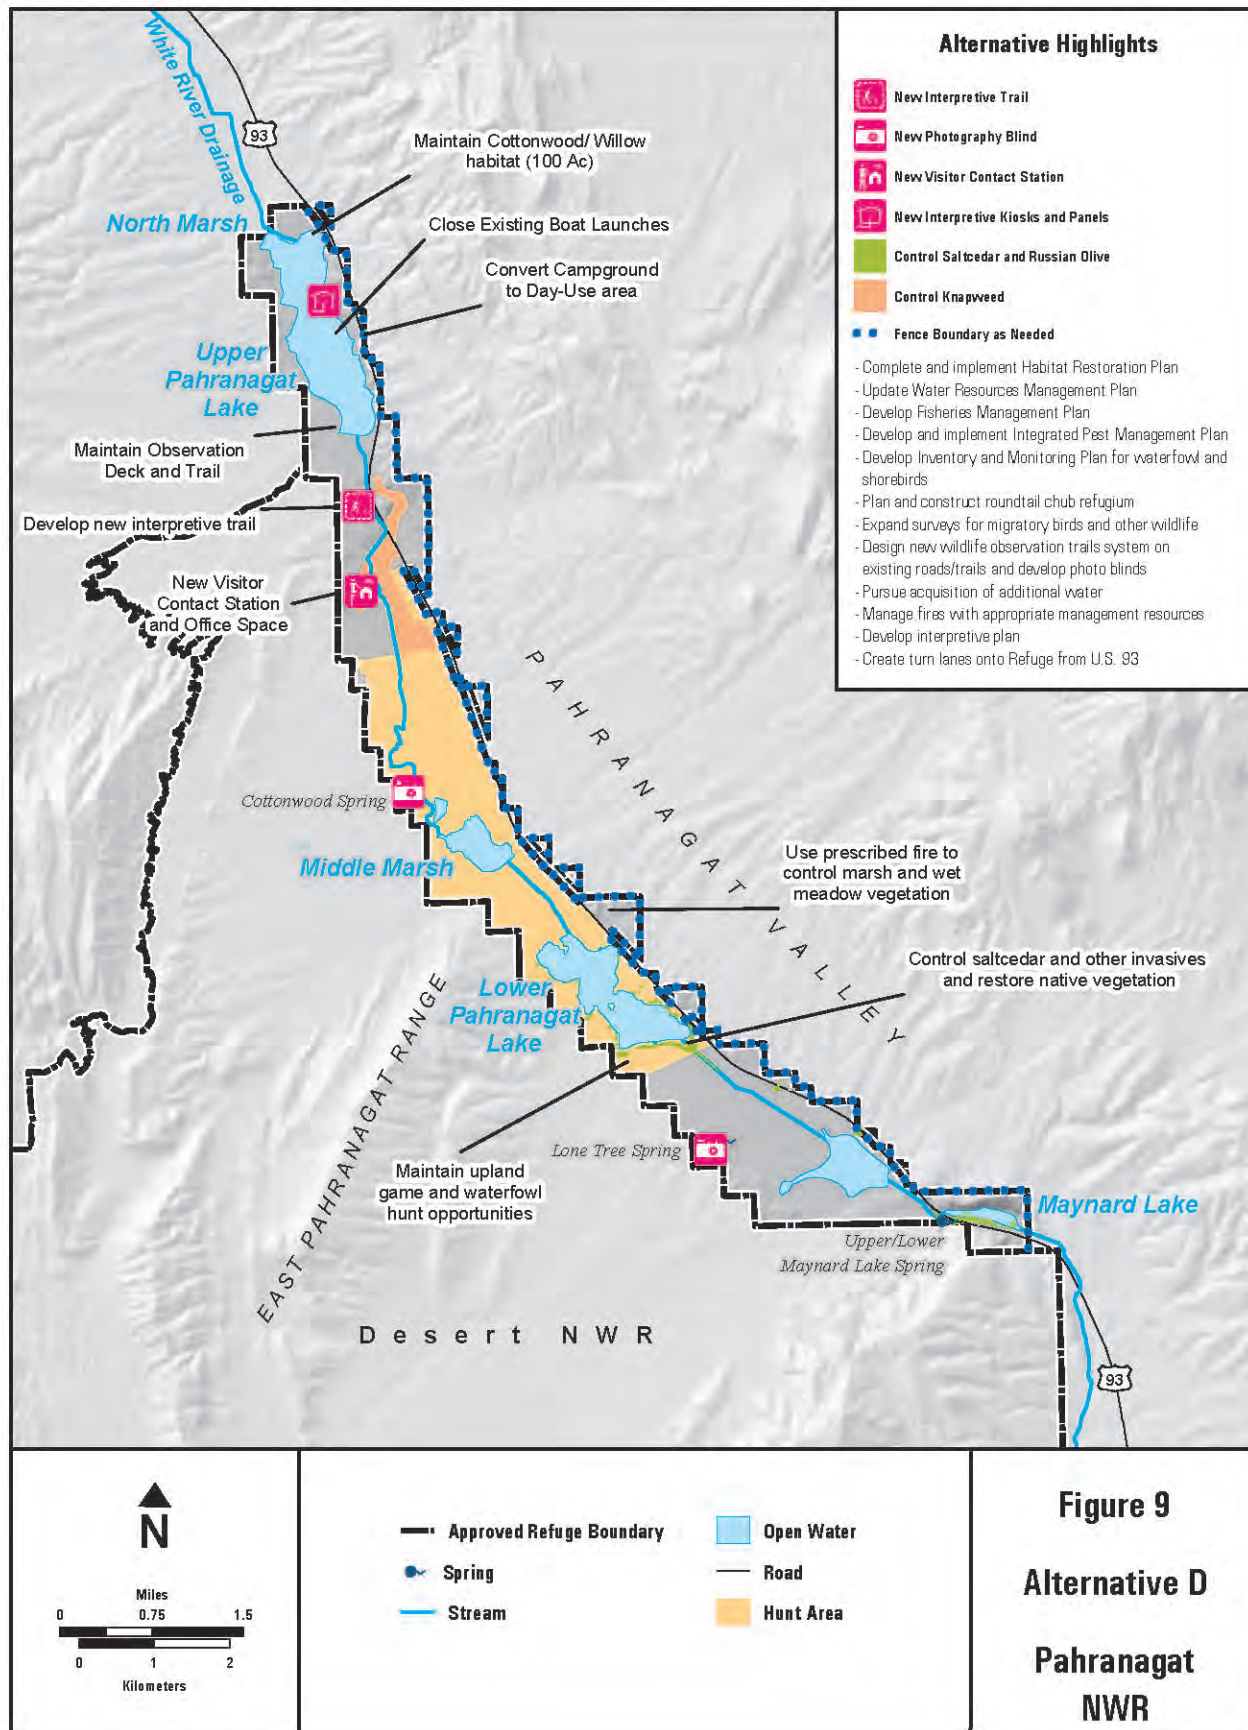 White River Drainage
93
Maintain Cottonwood/ Willow
habitat (100 Ac)
North Marsh
Close Existing Boat Launches
Convert Campground
to Day-Use area
Upper
Pahranagat
Lake
Maintain Observation
Deck and Trail
Develop new interpretive trail
New Visitor
Contact Station
and Office Space
PAHRANAGAT VALLEY
Cottonwood Spring
Middle Marsh
Use prescribed fire to
control marsh and wet
meadow vegetation
Control saltcedar and other invasives
and restore native vegetation
Lower
Pahranagat
Lake
EAST PAHRANAGAT RANGE
Lone Tree Spring
Maintain upland
game and waterfowl
hunt opportunities
Maynard Lake
Upper/Lower
Maynard Lake Spring
Desert NWR
93
Alternative Highlights
New Interpretive Trail
New Photography Blind
New Visitor Contact Station
New Interpretive Kiosks and Panels
Control Saltcedar and Russian Olive
Control Knapweed
Fence Boundary as Needed
- Complete and implement Habitat Restoration Plan
- Update Water Resources Management Plan
- Develop Fisheries Management Plan
- Develop and implement Integrated Pest Management Plan
- Develop Inventory and Monitoring Plan for waterfowl and
shorebirds
- Plan and construct roundtail chub refugium
- Expand surveys for migratory birds and other wildlife
- Design new wildlife observation trails system on
existing roads/trails and develop photo blinds
- Pursue acquisition of additional water
- Manage fires with appropriate management resources
- Develop interpretive plan
- Create turn lanes onto Refuge from U.S. 93
N
Miles
0 0.75 1.5
0 1 2
Kilometers
Approved Refuge Boundary
Spring
Stream
Open Water
Road
Hunt Area
Figure 9
Alternative D
Pahranagat
NWR